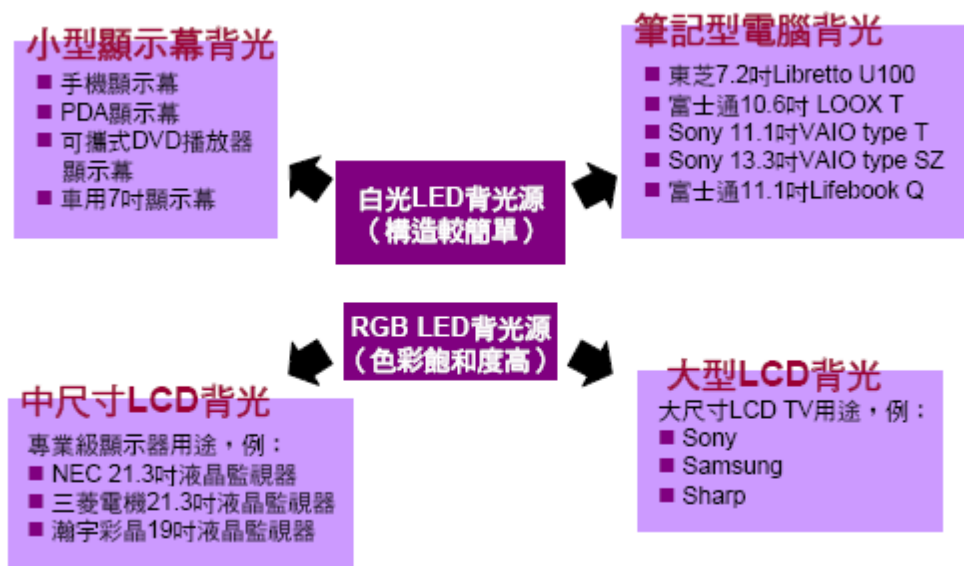 小型顯示幕背光
■ 手機顯示幕
■ PDA顯示幕
■ 可攜式DVD播放器
顯示幕
■ 車用7吋顯示幕
筆記型電腦背光
■ 東芝7.2吋Libretto U100
■ 富士通10.6吋 LOOX T
■ Sony 11.1吋VAIO type T
■ Sony 13.3吋VAIO type SZ
■ 富士通11.1吋Lifebook Q
白光LED背光源
（構造較簡單）
RGB LED背光源
（色彩飽和度高）
中尺寸LCD背光
專業級顯示器用途，例：
■ NEC 21.3吋液晶監視器
■ 三菱電機21.3吋液晶監視器
■ 瀚宇彩晶19吋液晶監視器
大型LCD背光
大尺寸LCD TV用途，例：
■ Sony
■ Samsung
■ Sharp